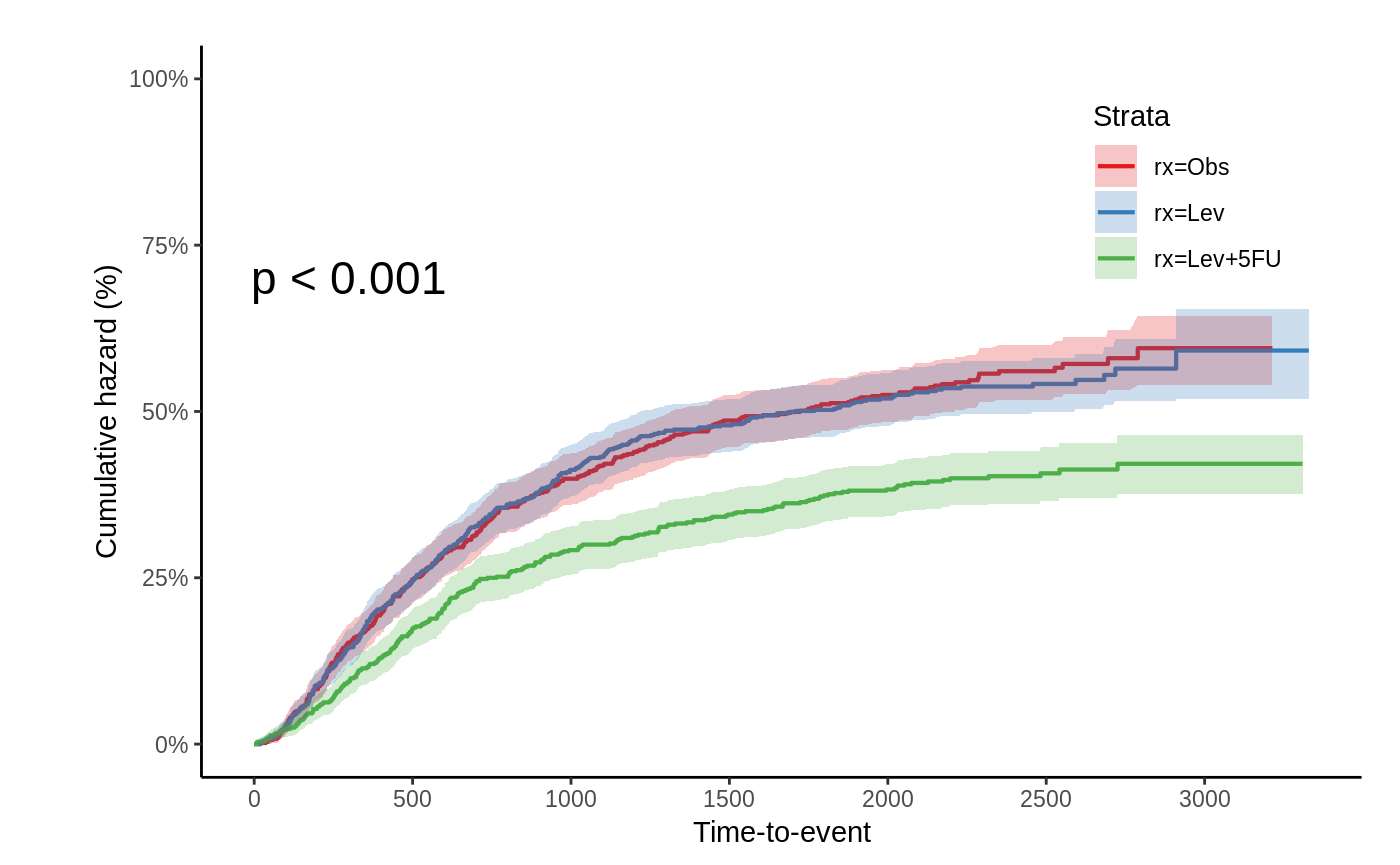 100%
75%
50%
25%
0%
Cumulative hazard (%)
p < 0.001
Strata
rx=Obs
rx=Lev
rx=Lev+5FU
0 500 1000 1500 2000 2500 3000
Time-to-event